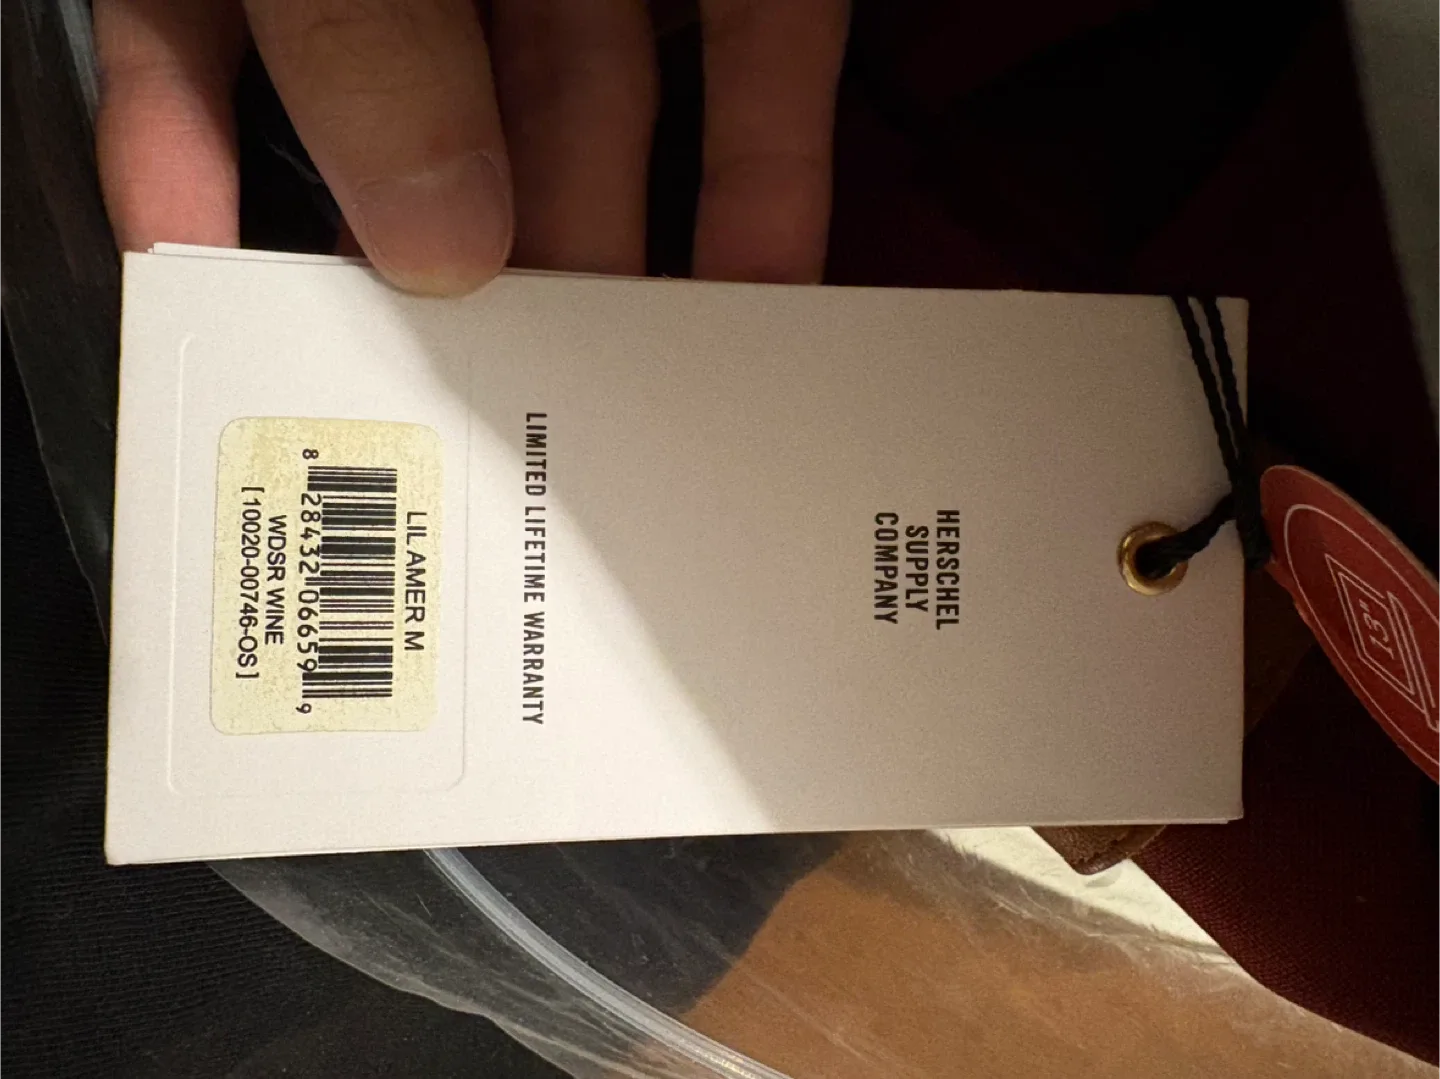 HERSCHEL
SUPPLY
COMPANY
LIMITED LIFETIME WARRANTY
LIL AMER M
8 28432 06659 9
WDSR WINE
[ 10020-00746-OS ]